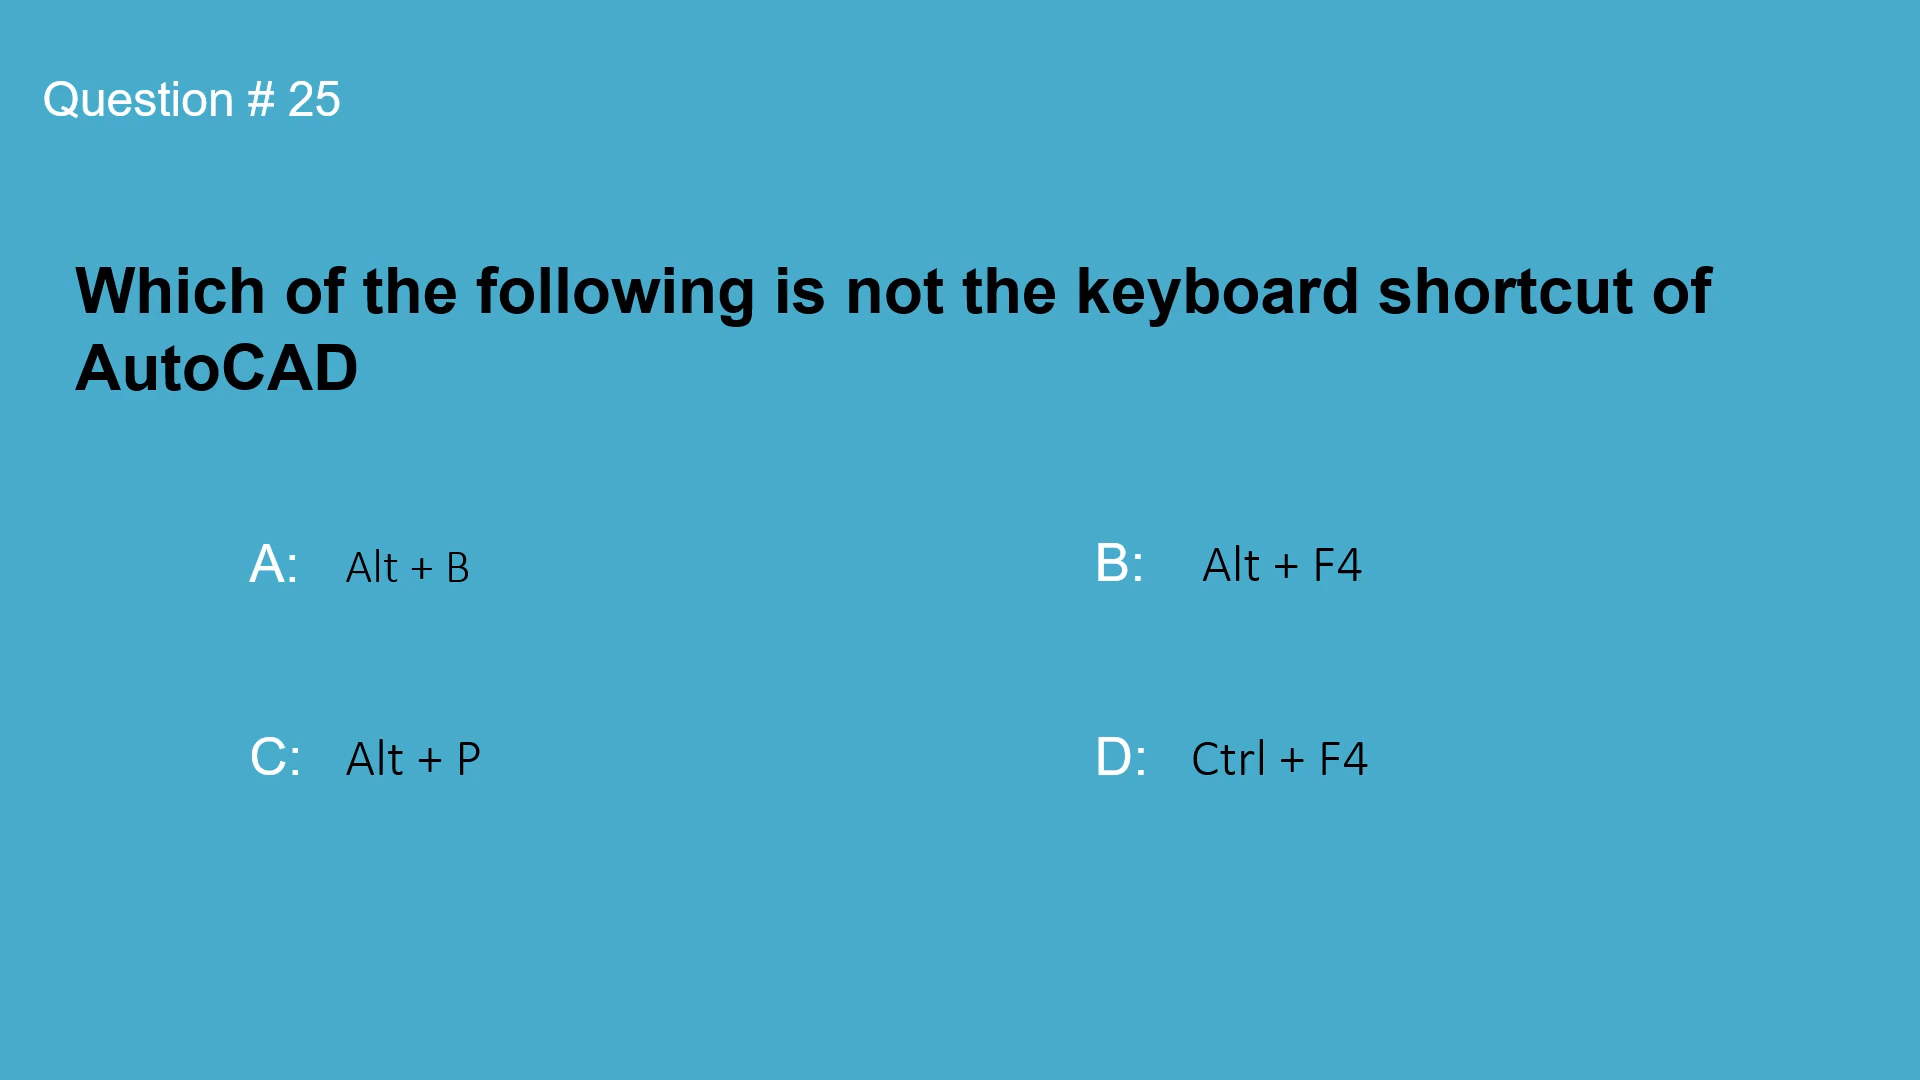 Question # 25
Which of the following is not the keyboard shortcut of
AutoCAD
A: Alt + B
B: Alt + F4
C: Alt + P
D: Ctrl + F4